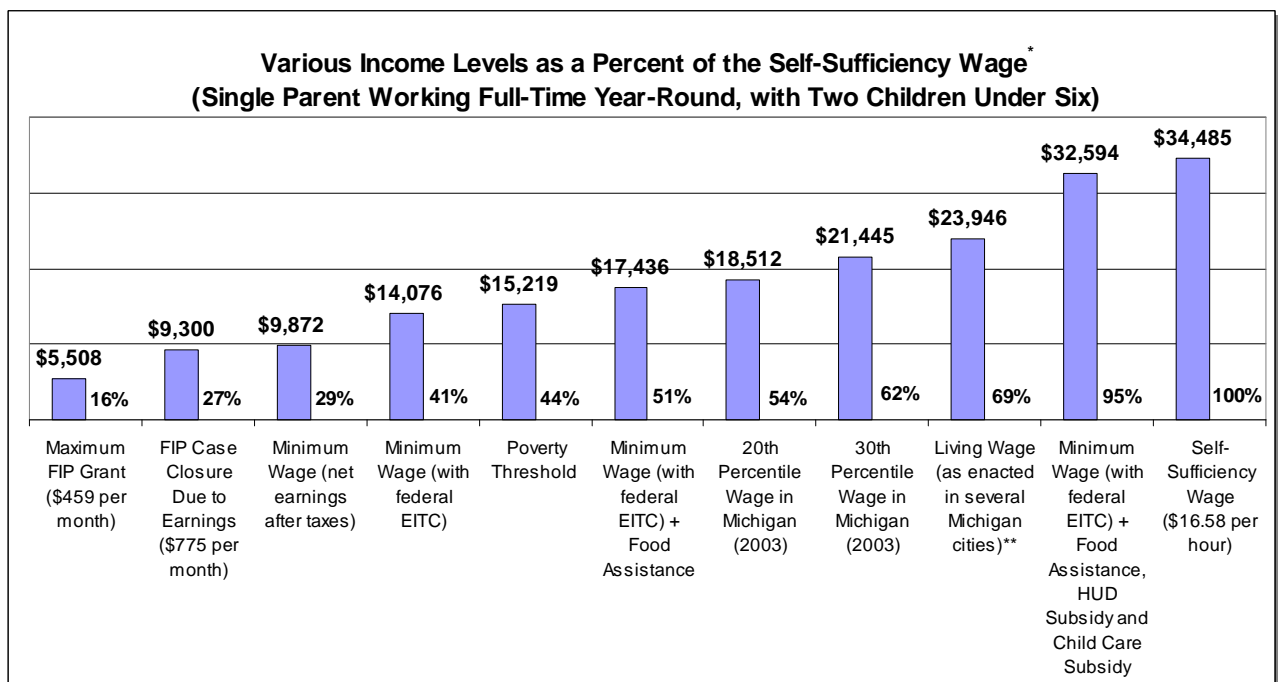 Various Income Levels as a Percent of the Self-Sufficiency Wage*
(Single Parent Working Full-Time Year-Round, with Two Children Under Six)
$5,508
$9,300
$9,872
$14,076
$15,219
$17,436
$18,512
$21,445
$23,946
$32,594
$34,485
16%
27%
29%
41%
44%
51%
54%
62%
69%
95%
100%
Maximum
FIP Grant
($459 per
month)
FIP Case
Closure
Due to
Earnings
($775 per
month)
Minimum
Wage (net
earnings
after taxes)
Minimum
Wage (with
federal
EITC)
Poverty
Threshold
Minimum
Wage (with
federal
EITC) +
Food
Assistance
20th
Percentile
Wage in
Michigan
(2003)
30th
Percentile
Wage in
Michigan
(2003)
Living Wage
(as enacted
in several
Michigan
cities)**
Minimum
Wage (with
federal
EITC) +
Food
Assistance,
HUD
Subsidy and
Child Care
Subsidy
Self-
Sufficiency
Wage
($16.58 per
hour)